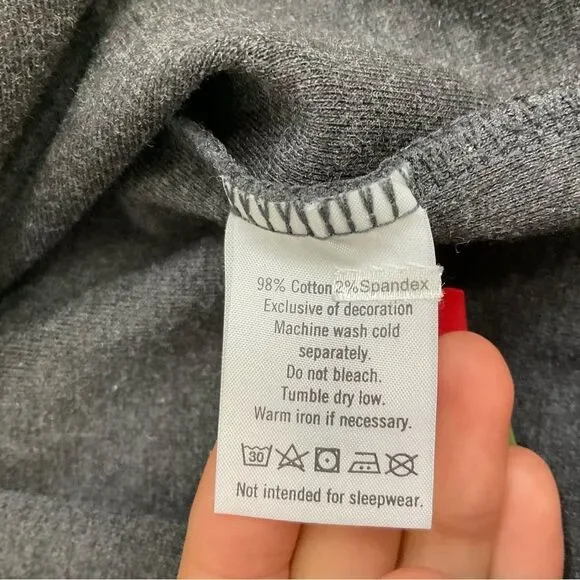 98% Cotton 2%Spandex
Exclusive of decoration
Machine wash cold
separately.
Do not bleach.
Tumble dry low.
Warm iron if necessary.
30
Not intended for sleepwear.